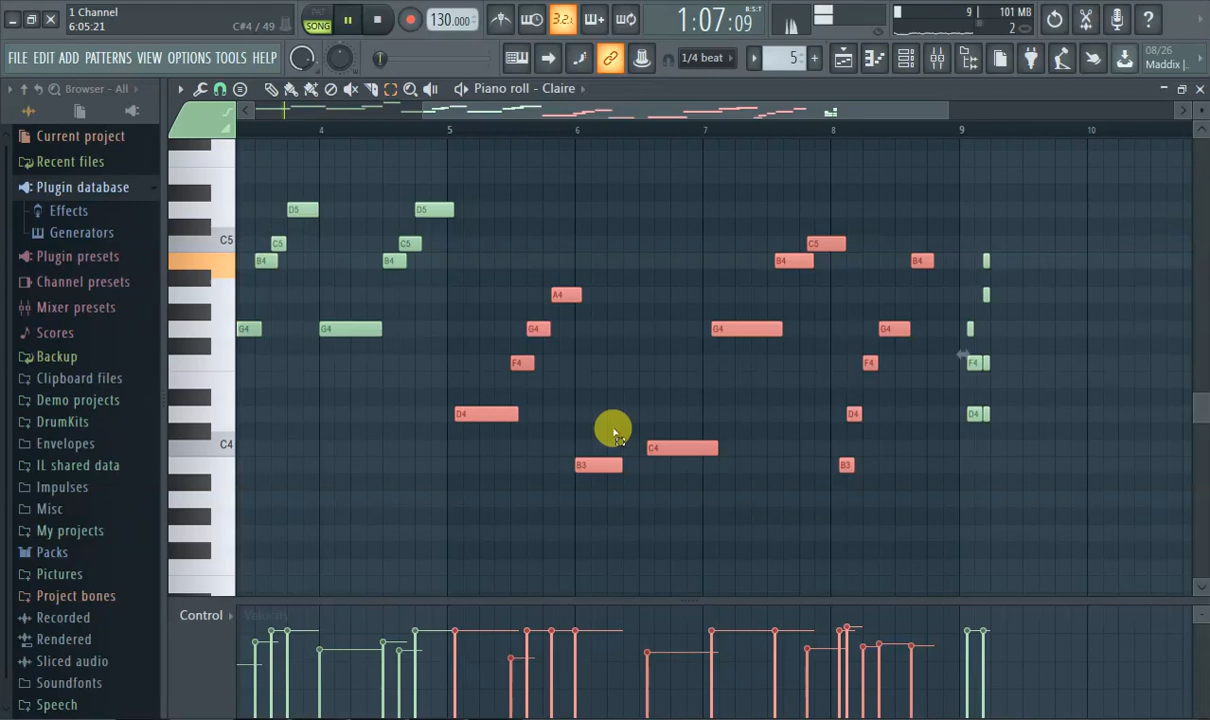 1 Channel
6:05:21 C#4 / 49
SONG
130.000
3.2.
1:07:09
B:S:T
9
101 MB
2
FILE EDIT ADD PATTERNS VIEW OPTIONS TOOLS HELP
1/4 beat
5
08/26
Maddix |..
Browser - All
Piano roll - Claire
Current project
Recent files
Plugin database
Effects
Generators
Plugin presets
Channel presets
Mixer presets
Scores
Backup
Clipboard files
Demo projects
DrumKits
Envelopes
IL shared data
Impulses
Misc
My projects
Packs
Pictures
Project bones
Recorded
Rendered
Sliced audio
Soundfonts
Speech
4 5 6 7 8 9 10
D5 D5
C5 C5 C5 C5
B4 B4 B4 B4
A4
G4 G4 G4 G4 G4
F4 F4 F4
D4 D4 D4
C4 C4
B3 B3
Control Velocity